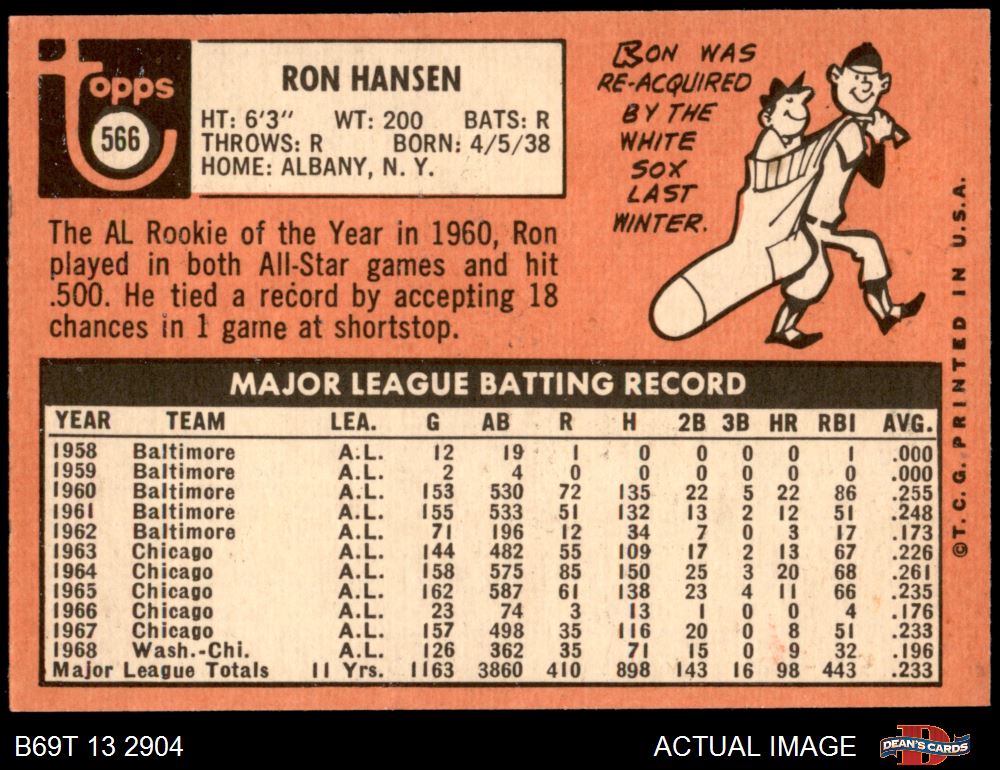 Topps
566
RON HANSEN
HT: 6'3" WT: 200 BATS: R
THROWS: R BORN: 4/5/38
HOME: ALBANY, N. Y.
The AL Rookie of the Year in 1960, Ron
played in both All-Star games and hit
.500. He tied a record by accepting 18
chances in 1 game at shortstop.
RON WAS
RE-ACQUIRED
BY THE
WHITE
SOX
LAST
WINTER.
MAJOR LEAGUE BATTING RECORD
YEAR TEAM LEA. G AB R H 2B 3B HR RBI AVG.
1958 Baltimore A.L. 12 19 1 0 0 0 0 1 .000
1959 Baltimore A.L. 2 4 0 0 0 0 0 0 .000
1960 Baltimore A.L. 153 530 72 135 22 5 22 86 .255
1961 Baltimore A.L. 155 533 51 132 13 2 12 51 .248
1962 Baltimore A.L. 71 196 12 34 7 0 3 17 .173
1963 Chicago A.L. 144 482 55 109 17 2 13 67 .226
1964 Chicago A.L. 158 575 85 150 25 3 20 68 .261
1965 Chicago A.L. 162 587 61 138 23 4 11 66 .235
1966 Chicago A.L. 23 74 3 13 1 0 0 4 .176
1967 Chicago A.L. 157 498 35 116 20 0 8 51 .233
1968 Wash.-Chi. A.L. 126 362 35 71 15 0 9 32 .196
Major League Totals 11 Yrs. 1163 3860 410 898 143 16 98 443 .233
©T. C. G. PRINTED IN U.S.A.
B69T 13 2904
ACTUAL IMAGE
DEAN'S CARDS